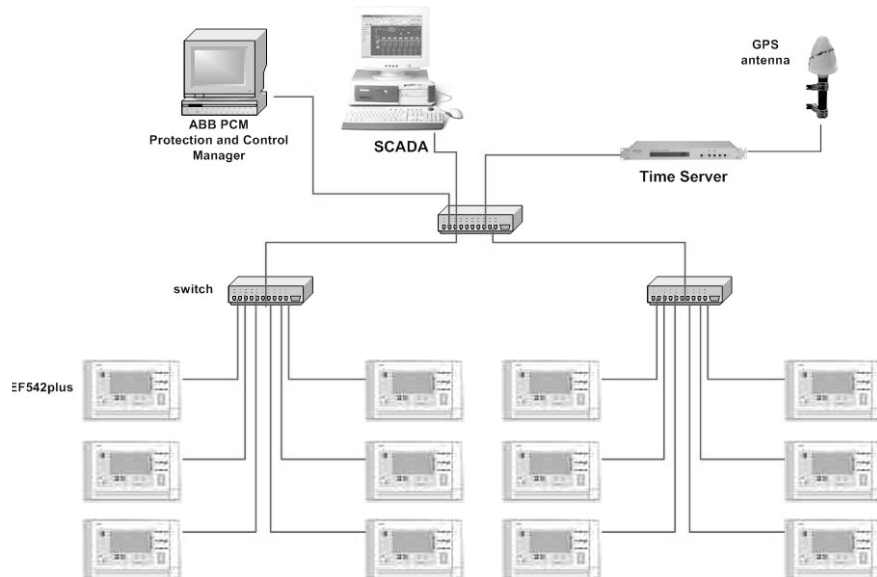 GPS
antenna
ABB PCM
Protection and Control
Manager
SCADA
Time Server
switch
EF542plus